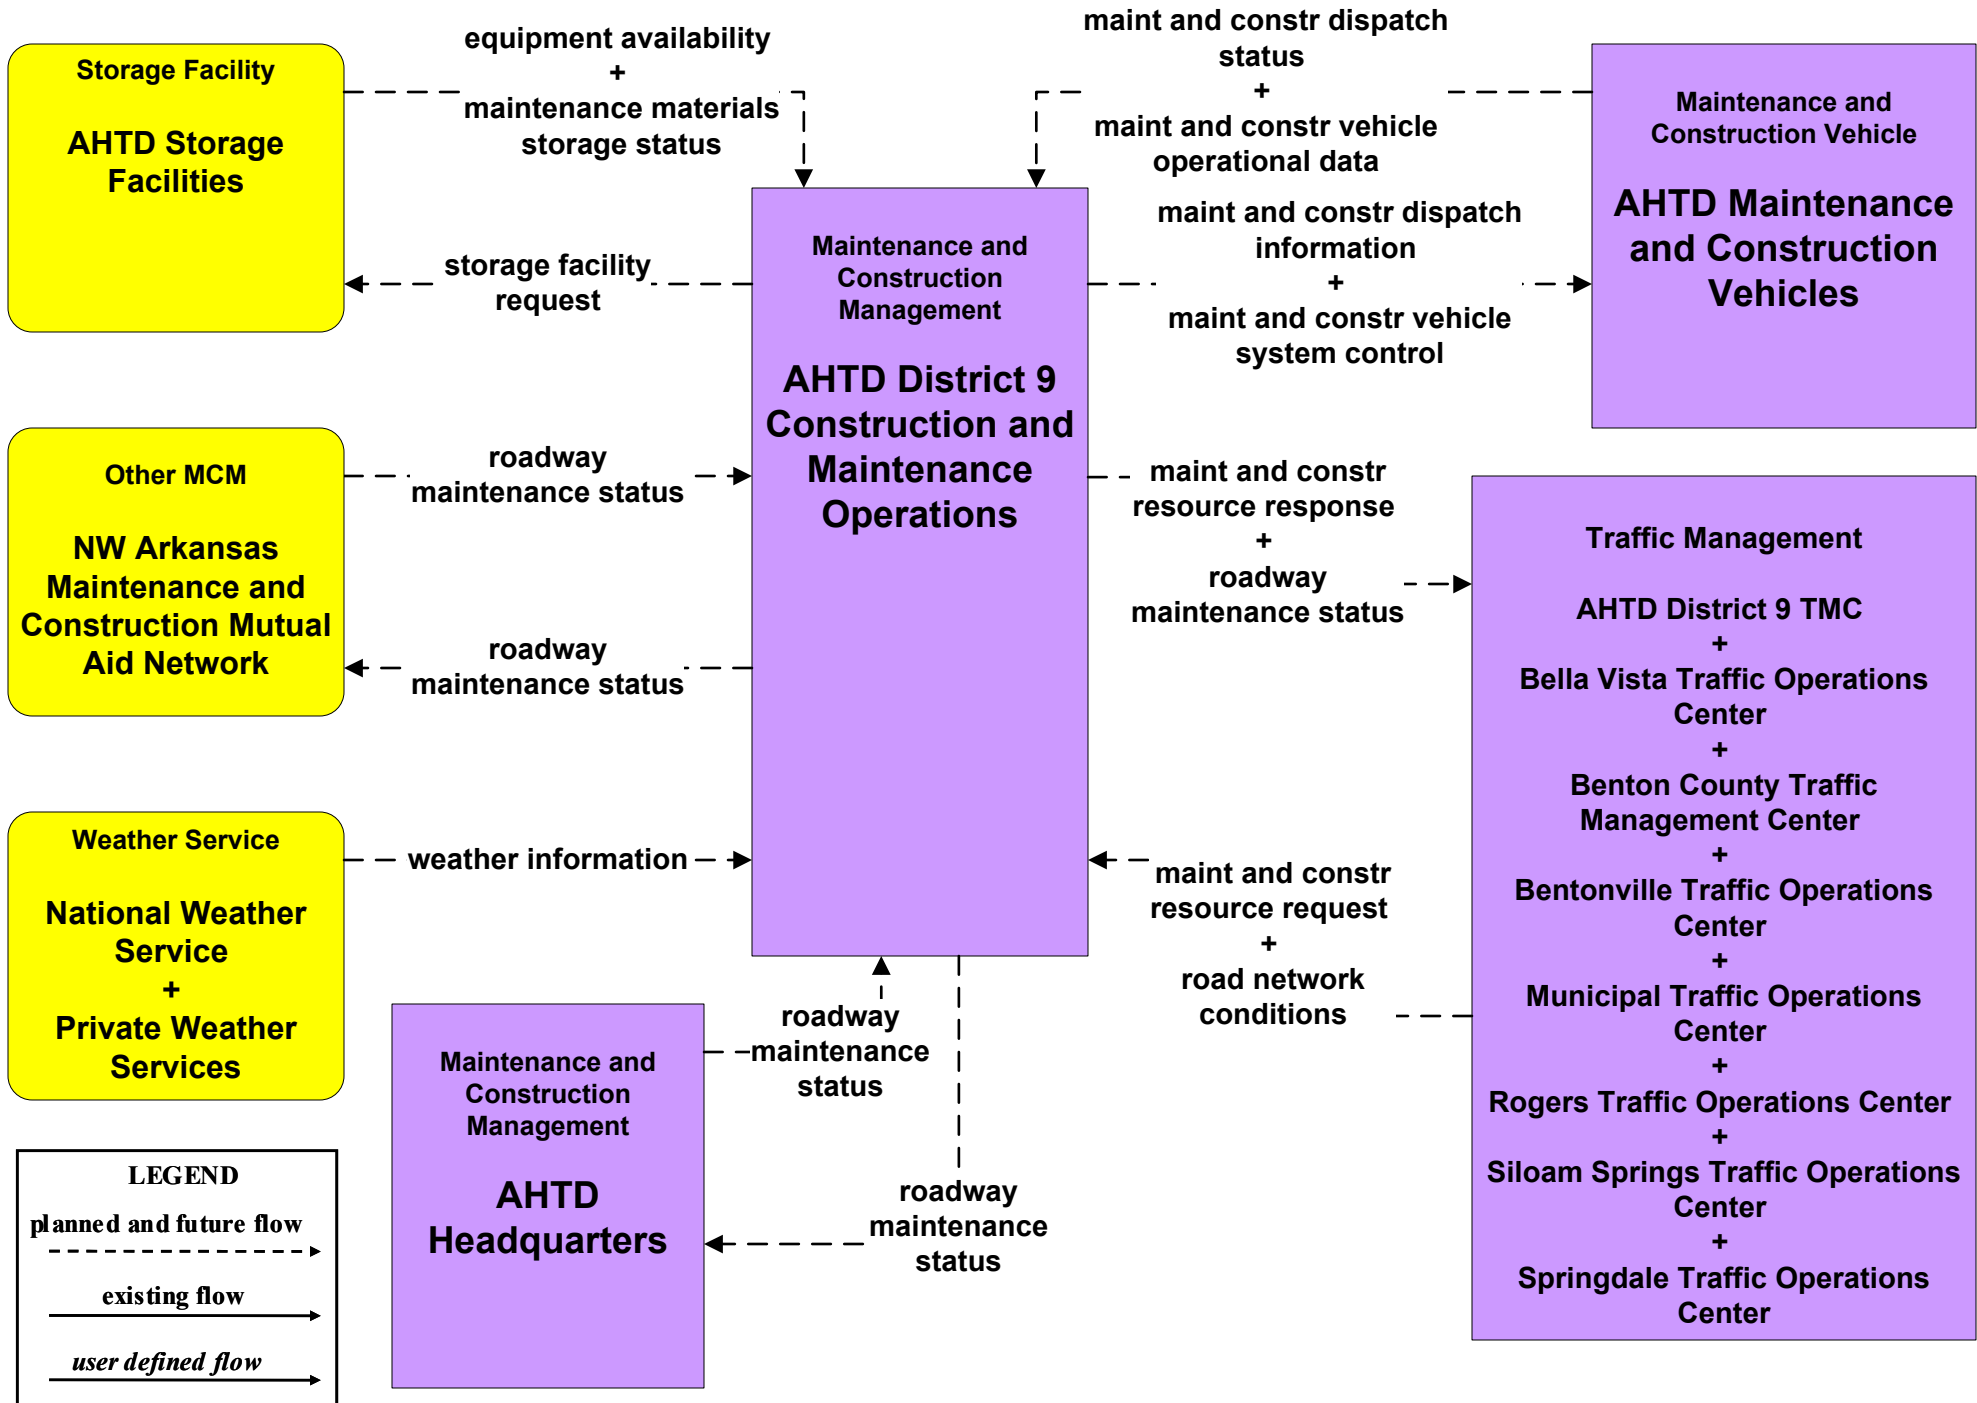 Storage Facility
AHTD Storage
Facilities
equipment availability
+
maintenance materials
storage status
storage facility
request
maint and constr dispatch
status
+
maint and constr vehicle
operational data
maint and constr dispatch
information
+
maint and constr vehicle
system control
Maintenance and
Construction Vehicle
AHTD Maintenance
and Construction
Vehicles
Maintenance and
Construction
Management
AHTD District 9
Construction and
Maintenance
Operations
Other MCM
NW Arkansas
Maintenance and
Construction Mutual
Aid Network
roadway
maintenance status
roadway
maintenance status
maint and constr
resource response
+
roadway
maintenance status
Traffic Management
AHTD District 9 TMC
+
Bella Vista Traffic Operations
Center
+
Benton County Traffic
Management Center
+
Bentonville Traffic Operations
Center
+
Municipal Traffic Operations
Center
+
Rogers Traffic Operations Center
+
Siloam Springs Traffic Operations
Center
+
Springdale Traffic Operations
Center
Weather Service
National Weather
Service
+
Private Weather
Services
weather information
maint and constr
resource request
+
road network
conditions
Maintenance and
Construction
Management
AHTD
Headquarters
roadway
maintenance
status
roadway
maintenance
status
LEGEND
planned and future flow
existing flow
user defined flow